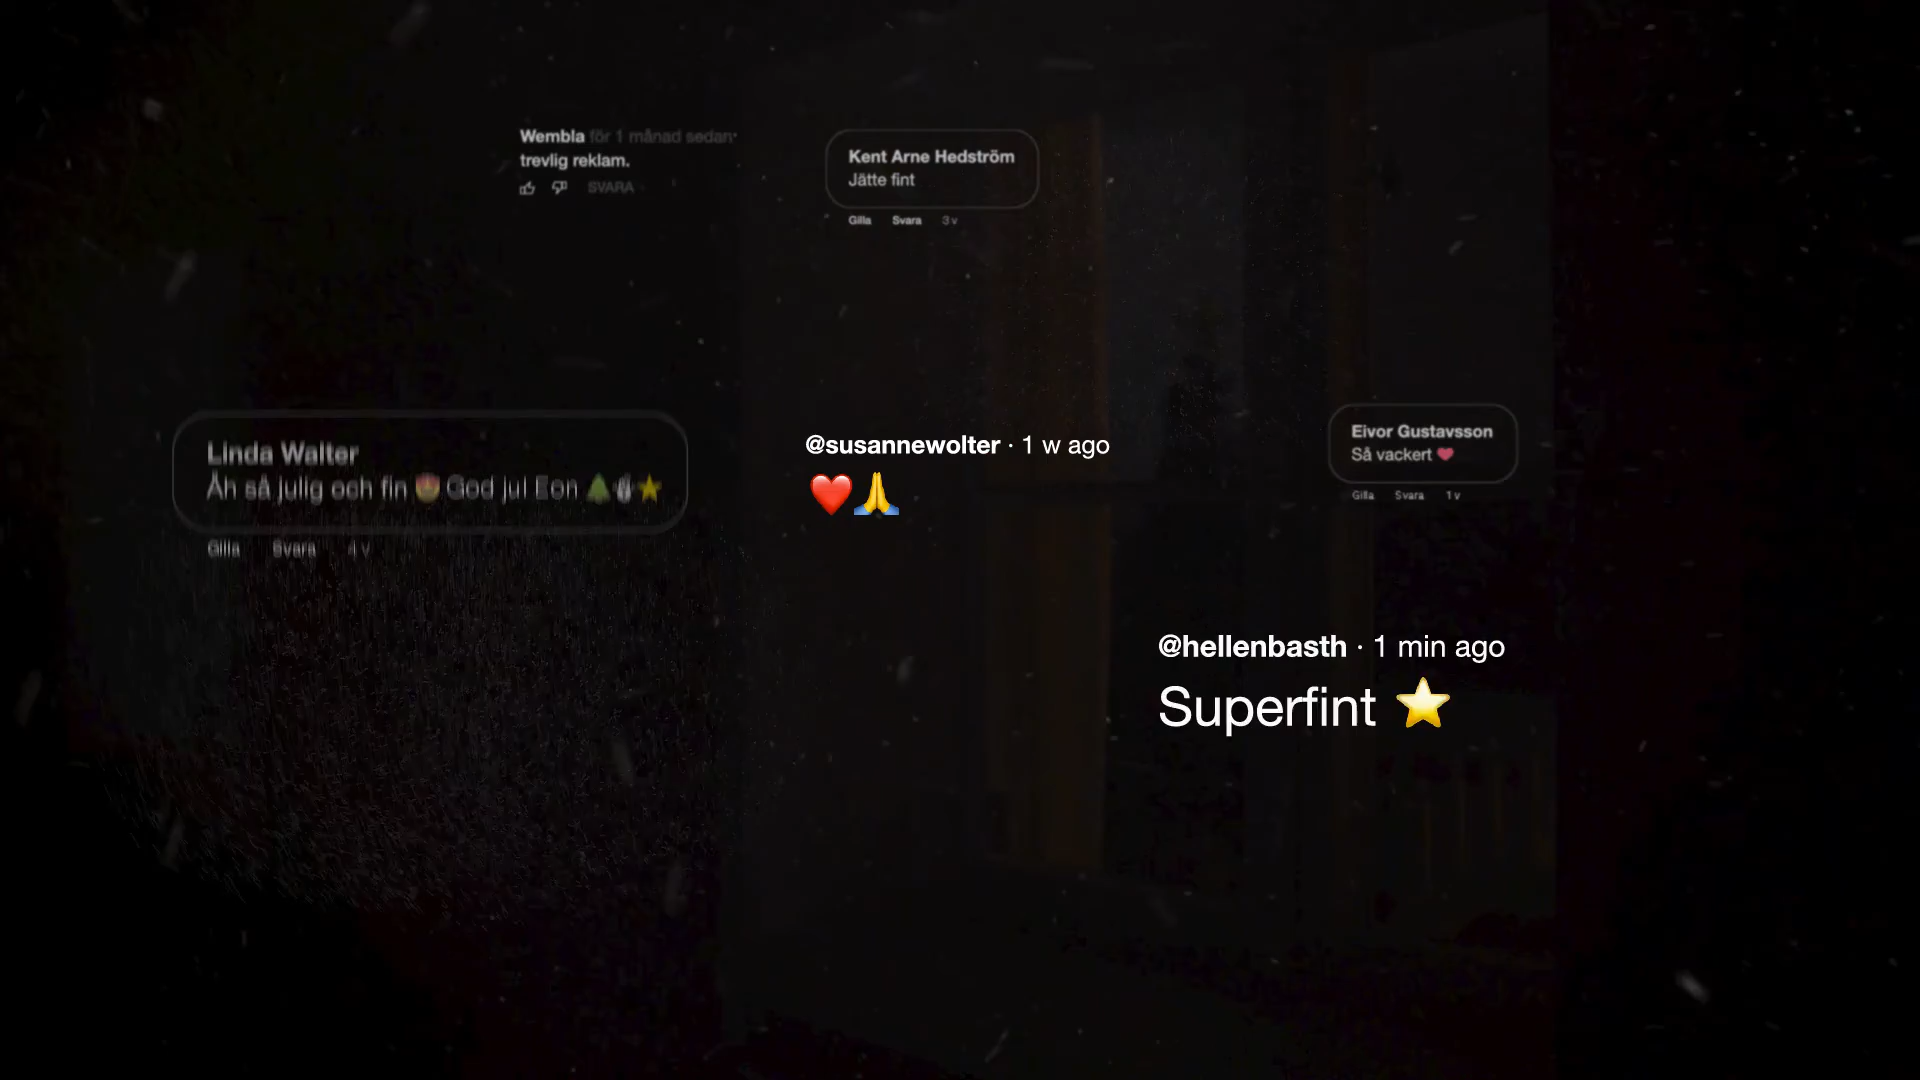 Wembla för 1 månad sedan
trevlig reklam.
SVARA
Kent Arne Hedström
Jätte fint
Gilla Svara 3 v
Linda Walter
Åh så julig och fin 😍 God jul Eon 🎄 ⭐
Gilla Svara 4 v
@susannewolter · 1 w ago
❤️🙏
Eivor Gustavsson
Så vackert ❤️
Gilla Svara 1 v
@hellenbasth · 1 min ago
Superfint ⭐